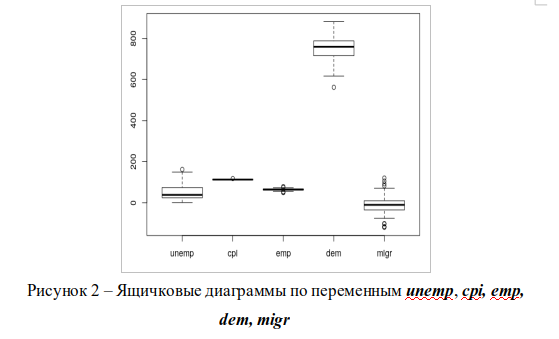 800
600
400
200
0
unemp cpi emp dem migr
Рисунок 2 – Ящичковые диаграммы по переменным unemp, cpi, emp,
dem, migr